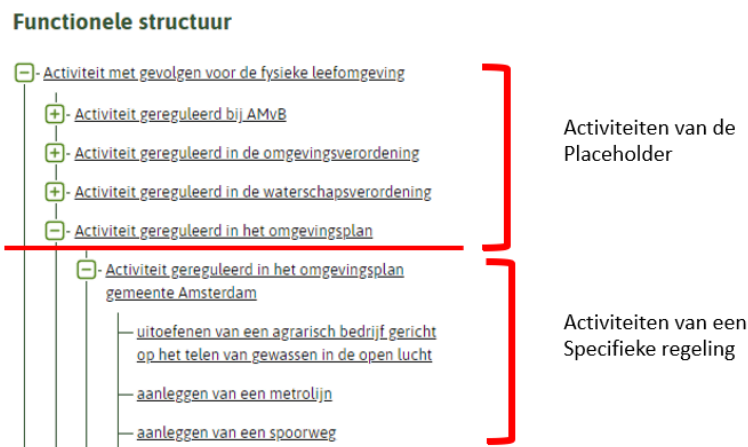 Functionele structuur
Activiteit met gevolgen voor de fysieke leefomgeving
Activiteit gereguleerd bij AMvB
Activiteit gereguleerd in de omgevingsverordening
Activiteit gereguleerd in de waterschapsverordening
Activiteit gereguleerd in het omgevingsplan
Activiteiten van de
Placeholder
Activiteit gereguleerd in het omgevingsplan
gemeente Amsterdam
uitoefenen van een agrarisch bedrijf gericht
op het telen van gewassen in de open lucht
aanleggen van een metrolijn
aanleggen van een spoorweg
Activiteiten van een
Specifieke regeling